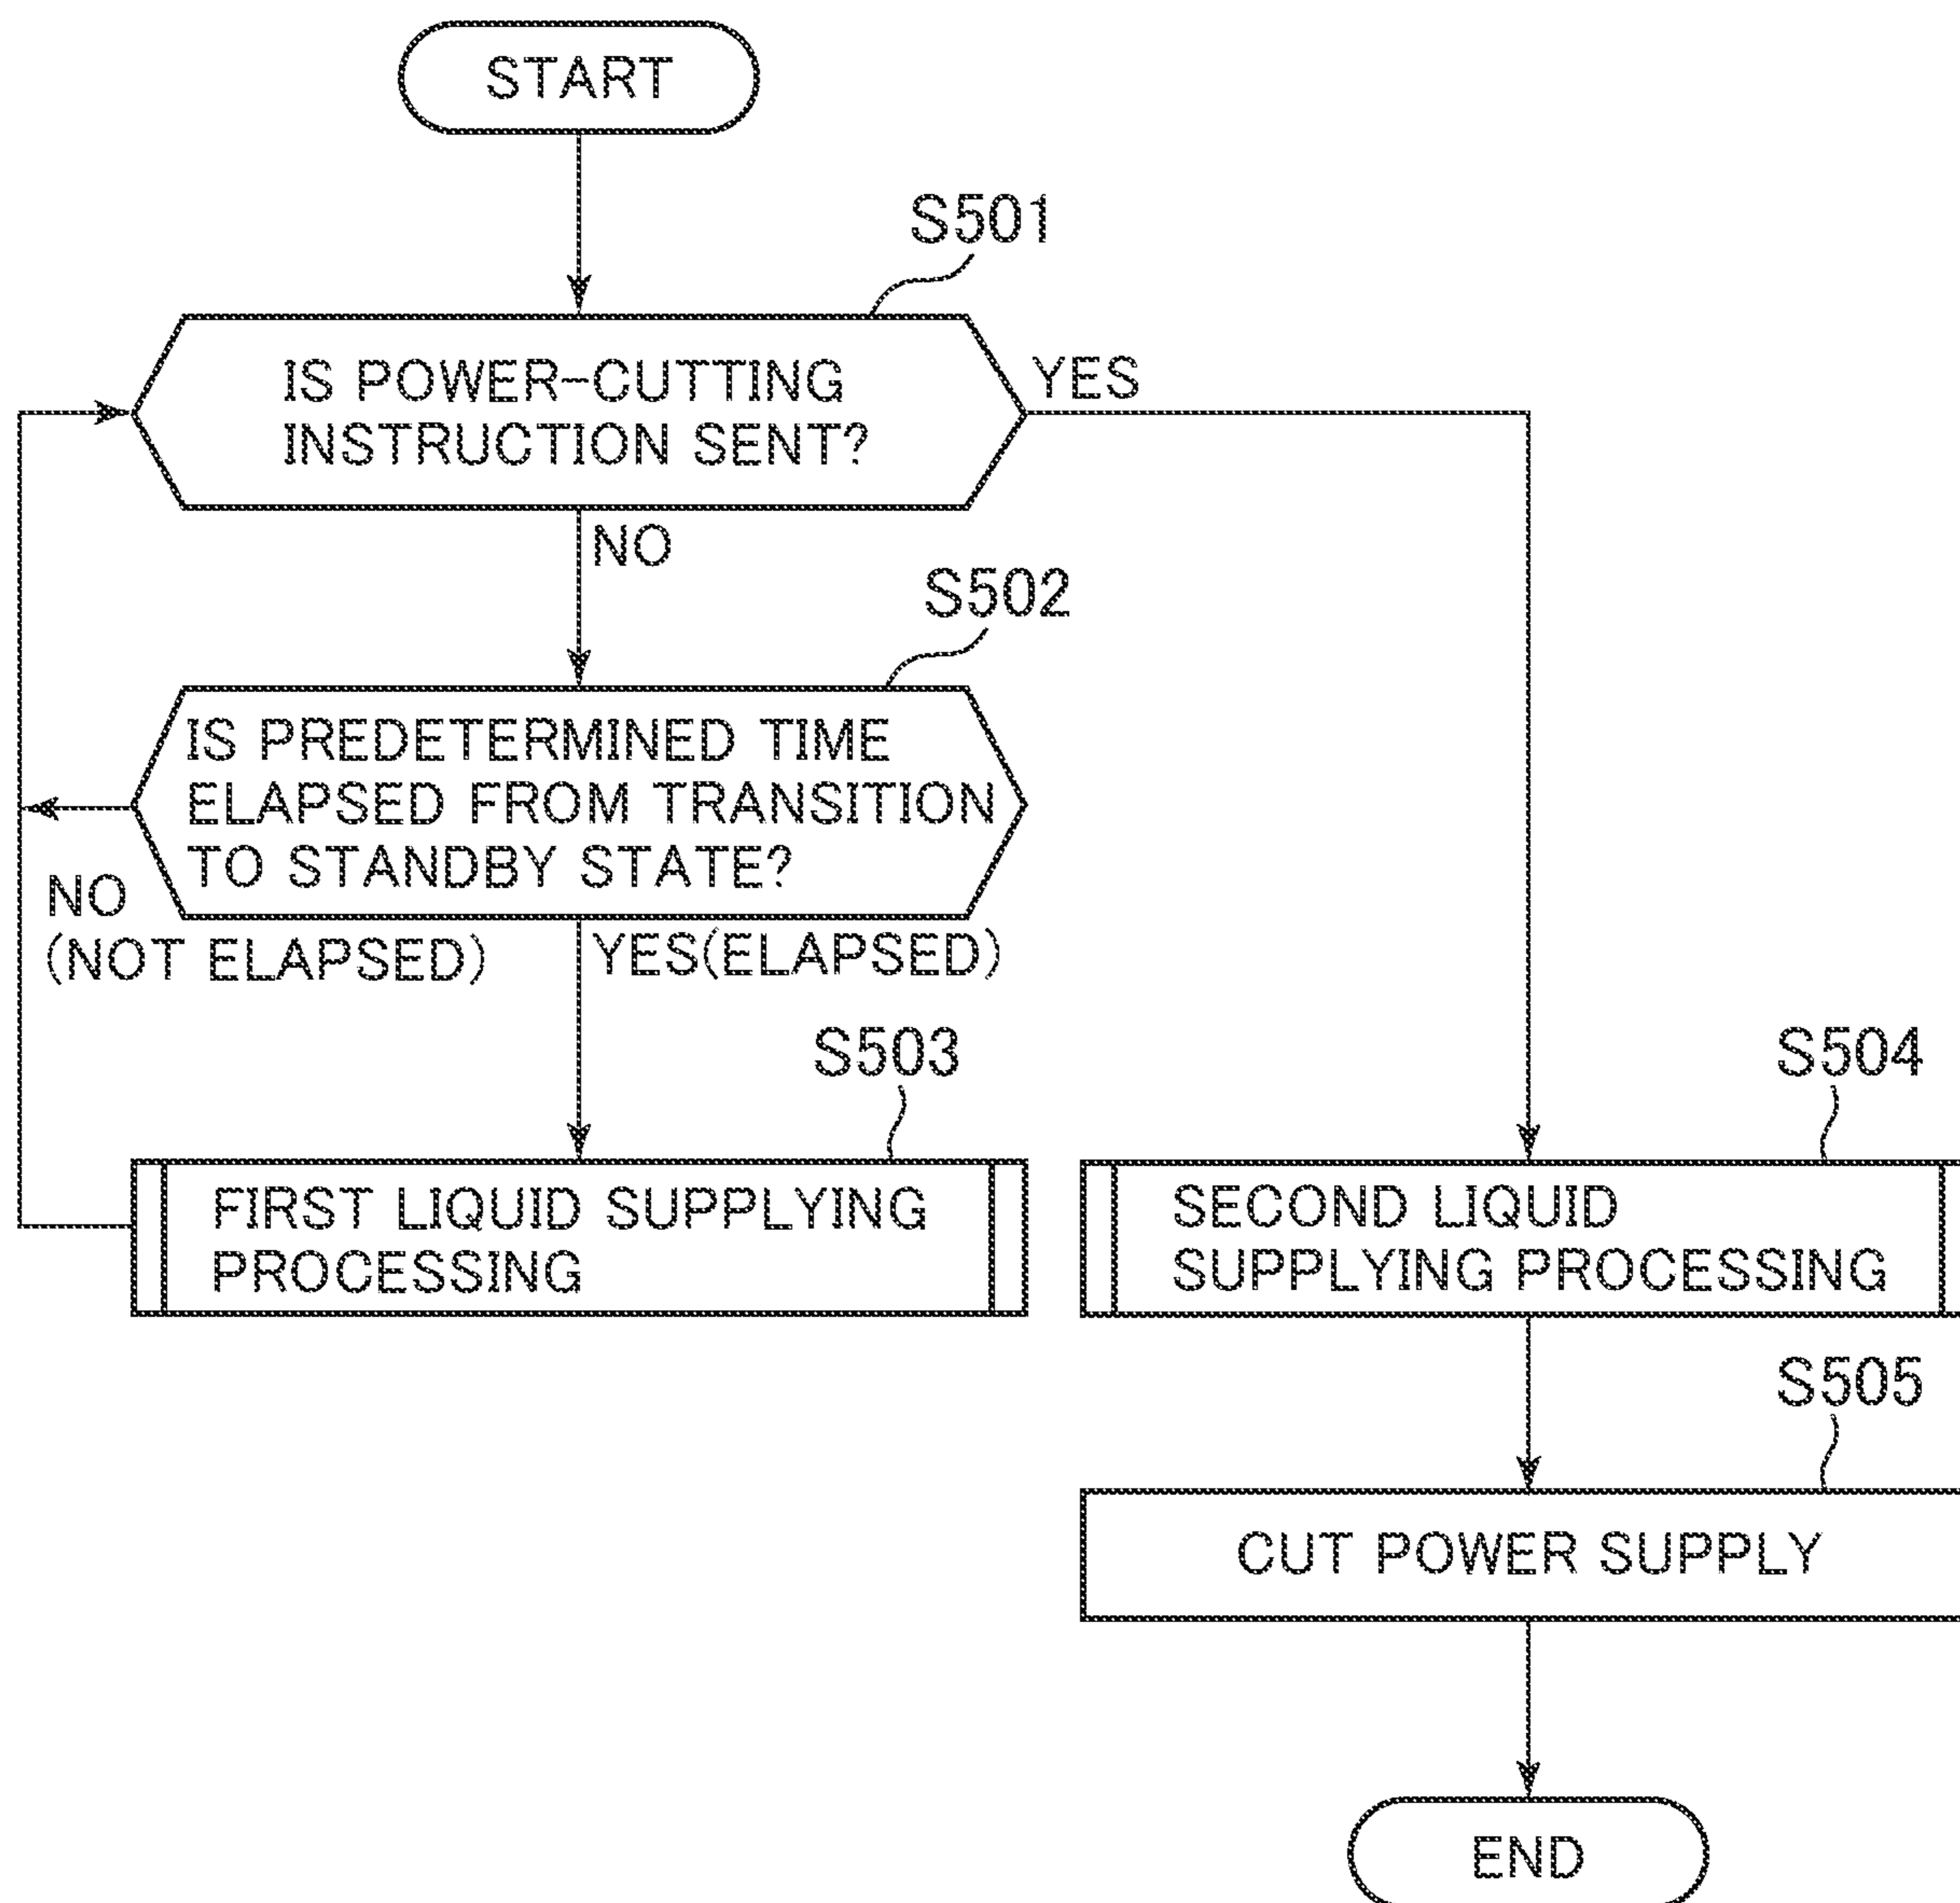 START
S501
IS POWER-CUTTING
INSTRUCTION SENT?
YES
NO
S502
IS PREDETERMINED TIME
ELAPSED FROM TRANSITION
TO STANDBY STATE?
NO
(NOT ELAPSED)
YES(ELAPSED)
S503
FIRST LIQUID SUPPLYING
PROCESSING
S504
SECOND LIQUID
SUPPLYING PROCESSING
S505
CUT POWER SUPPLY
END